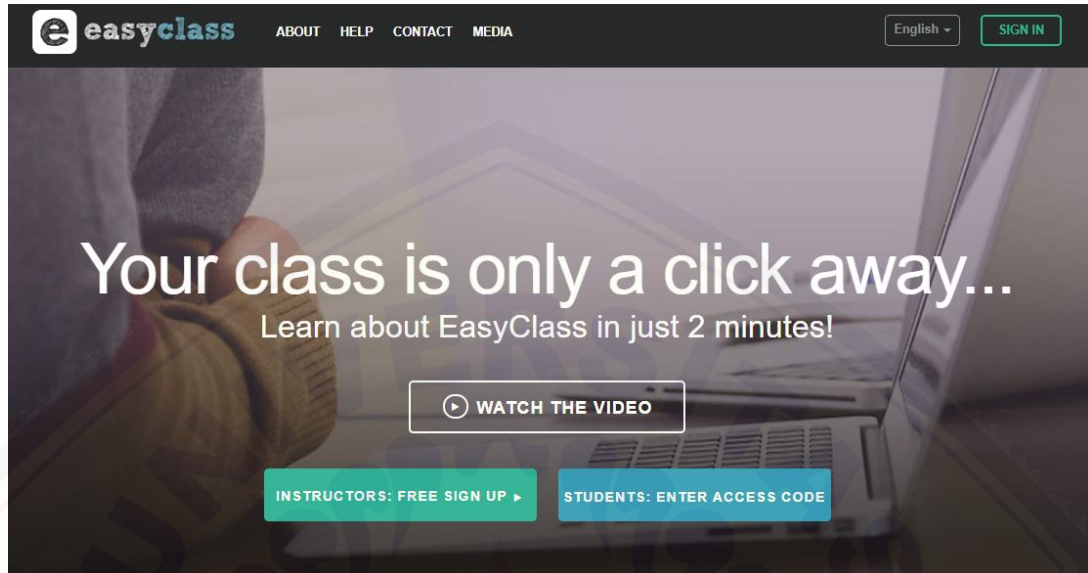 e easyclass ABOUT HELP CONTACT MEDIA English SIGN IN
Your class is only a click away...
Learn about EasyClass in just 2 minutes!
WATCH THE VIDEO
INSTRUCTORS: FREE SIGN UP STUDENTS: ENTER ACCESS CODE